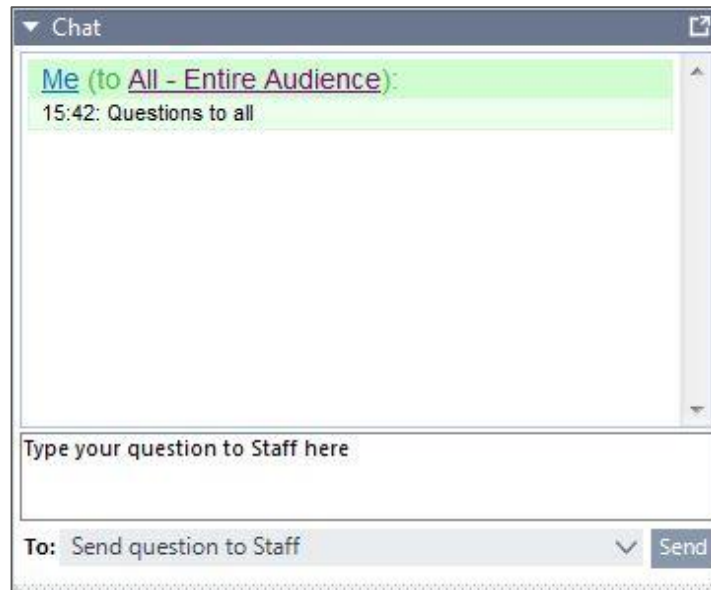 Chat
Me (to All - Entire Audience):
15:42: Questions to all
Type your question to Staff here
To: Send question to Staff
Send